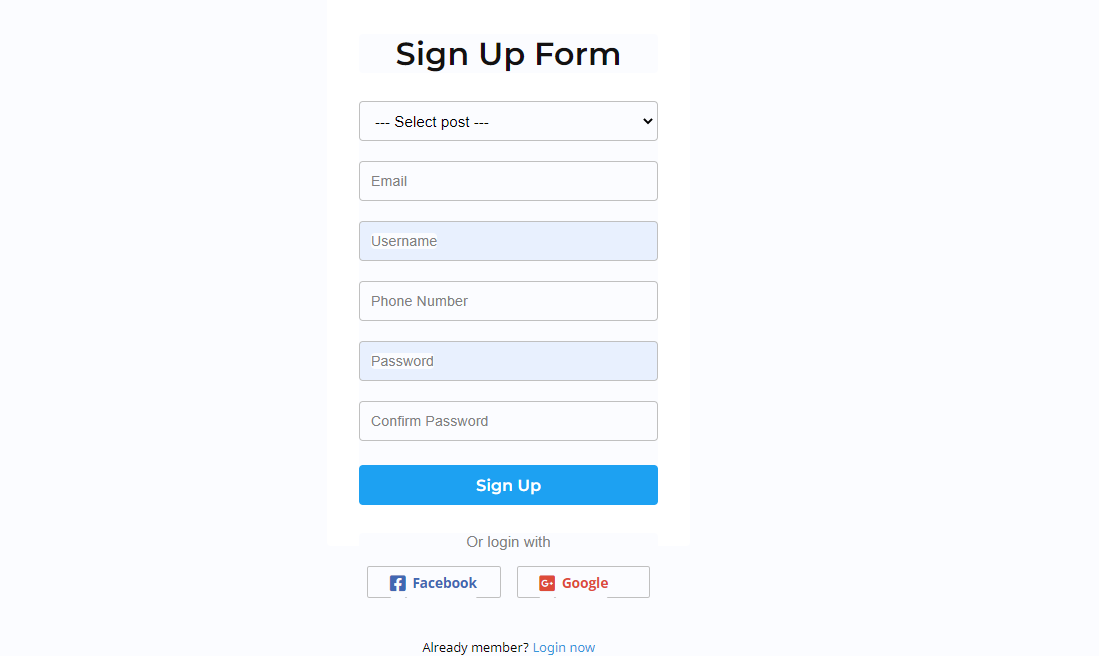 Sign Up Form
--- Select post ---
Email
Username
Phone Number
Password
Confirm Password
Sign Up
Or login with
Facebook Google
Already member? Login now